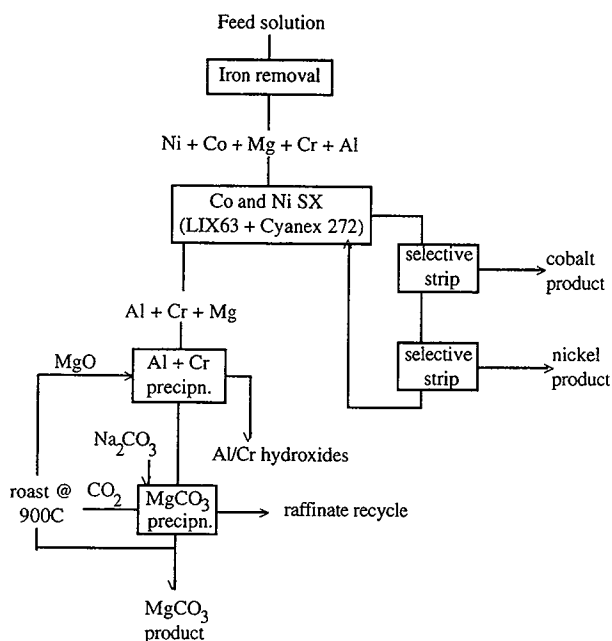 Feed solution
Iron removal
Ni + Co + Mg + Cr + Al
Co and Ni SX
(LIX63 + Cyanex 272)
selective
strip
cobalt
product
Al + Cr + Mg
selective
strip
nickel
product
MgO
Al + Cr
precipn.
Na2CO3
Al/Cr hydroxides
roast @
900C
CO2
MgCO3
precipn.
raffinate recycle
MgCO3
product